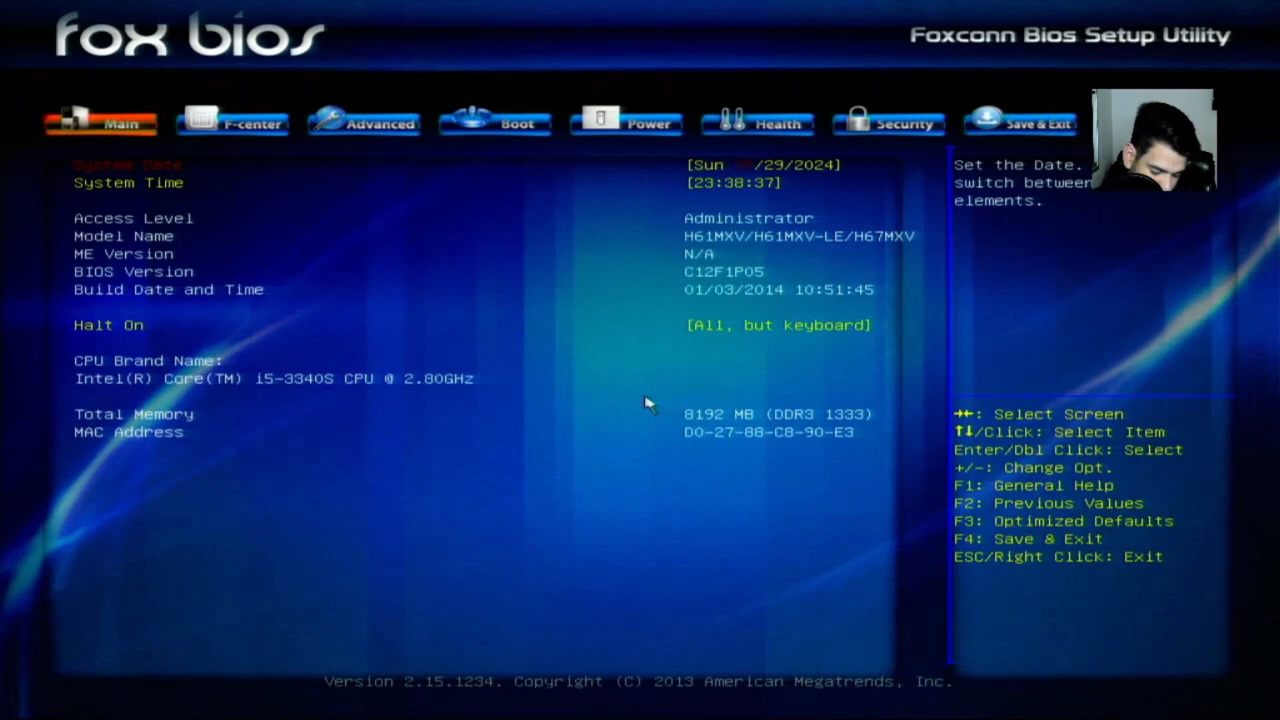 fox bios
Foxconn Bios Setup Utility
Main F-center Advanced Boot Power Health Security Save & Exit
System Date [Sun /29/2024]
System Time [23:38:37]
Access Level Administrator
Model Name H61MXV/H61MXV-LE/H67MXV
ME Version N/A
BIOS Version C12F1P05
Build Date and Time 01/03/2014 10:51:45
Halt On [All, but keyboard]
CPU Brand Name:
Intel(R) Core(TM) i5-3340S CPU @ 2.80GHz
Total Memory 8192 MB (DDR3 1333)
MAC Address D0-27-88-C8-90-E3
Set the Date.
switch between
elements.
→←: Select Screen
↑↓/Click: Select Item
Enter/Dbl Click: Select
+/-: Change Opt.
F1: General Help
F2: Previous Values
F3: Optimized Defaults
F4: Save & Exit
ESC/Right Click: Exit
Version 2.15.1234. Copyright (C) 2013 American Megatrends, Inc.